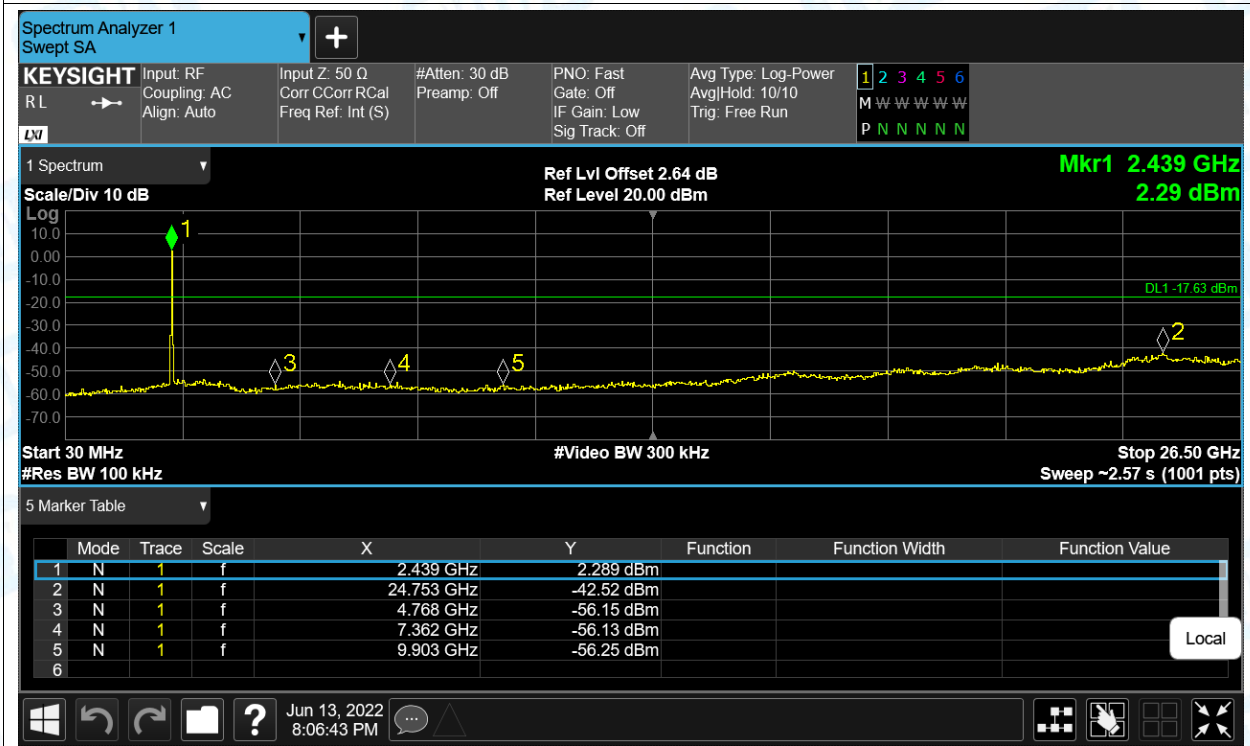 Spectrum Analyzer 1
Swept SA
KEYSIGHT
RL
LXI
Input: RF
Coupling: AC
Align: Auto
Input Z: 50 Ω
Corr CCorr RCal
Freq Ref: Int (S)
#Atten: 30 dB
Preamp: Off
PNO: Fast
Gate: Off
IF Gain: Low
Sig Track: Off
Avg Type: Log-Power
Avg|Hold: 10/10
Trig: Free Run
1 2 3 4 5 6
M W W W W W
P N N N N N
1 Spectrum
Scale/Div 10 dB
Ref Lvl Offset 2.64 dB
Ref Level 20.00 dBm
Mkr1 2.439 GHz
2.29 dBm
Log
10.0
0.00
-10.0
-20.0
-30.0
-40.0
-50.0
-60.0
-70.0
1
DL1 -17.63 dBm
2
3
4
5
Start 30 MHz
#Res BW 100 kHz
#Video BW 300 kHz
Stop 26.50 GHz
Sweep ~2.57 s (1001 pts)
5 Marker Table
Mode Trace Scale X Y Function Function Width Function Value
1 N 1 f 2.439 GHz 2.289 dBm
2 N 1 f 24.753 GHz -42.52 dBm
3 N 1 f 4.768 GHz -56.15 dBm
4 N 1 f 7.362 GHz -56.13 dBm
5 N 1 f 9.903 GHz -56.25 dBm
6
Local
?
Jun 13, 2022
8:06:43 PM